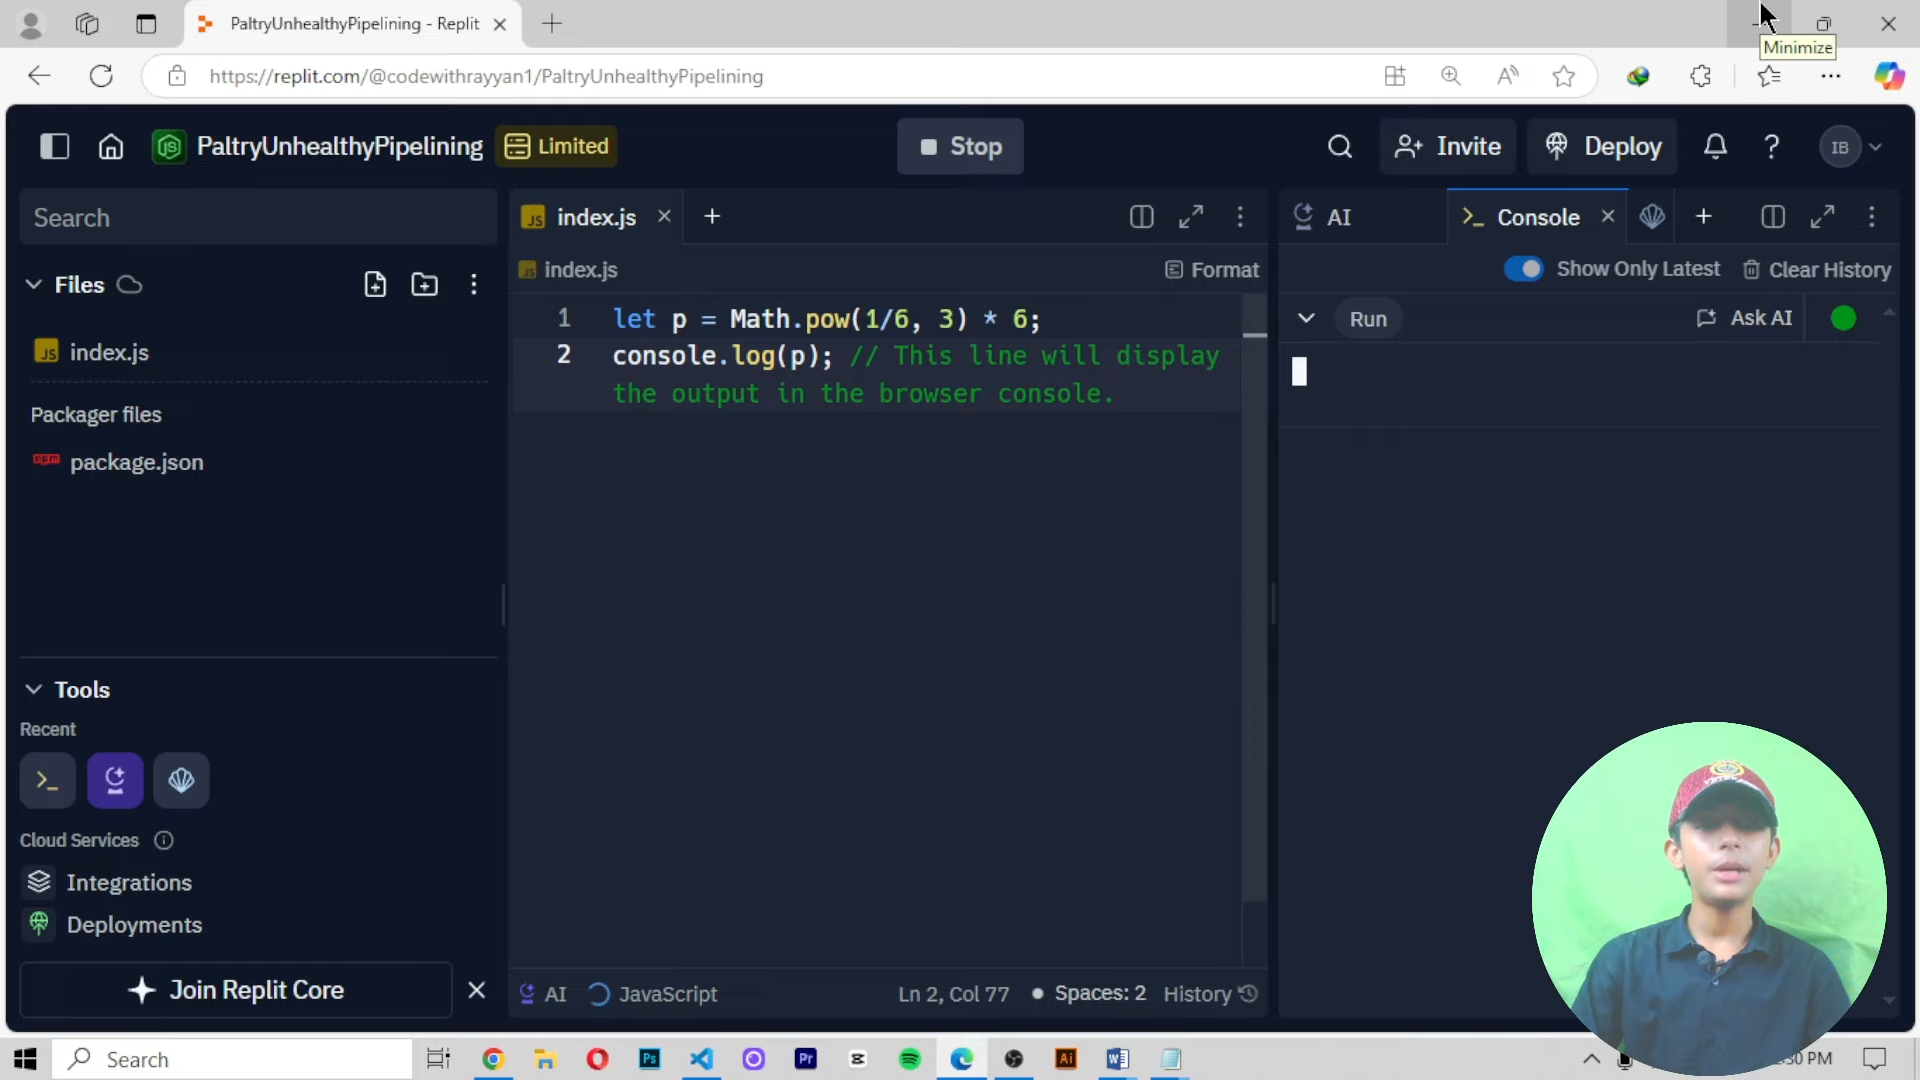 PaltryUnhealthyPipelining - Replit
Minimize
https://replit.com/@codewithrayyan1/PaltryUnhealthyPipelining
PaltryUnhealthyPipelining
Limited
Stop
Invite
Deploy
IB
Search
index.js
AI
Console
Files
index.js
Format
Show Only Latest
Clear History
1 let p = Math.pow(1/6, 3) * 6;
2 console.log(p); // This line will display
the output in the browser console.
Run
Ask AI
index.js
Packager files
package.json
Tools
Recent
Cloud Services
Integrations
Deployments
Join Replit Core
AI
JavaScript
Ln 2, Col 77
Spaces: 2
History
Search
:30 PM